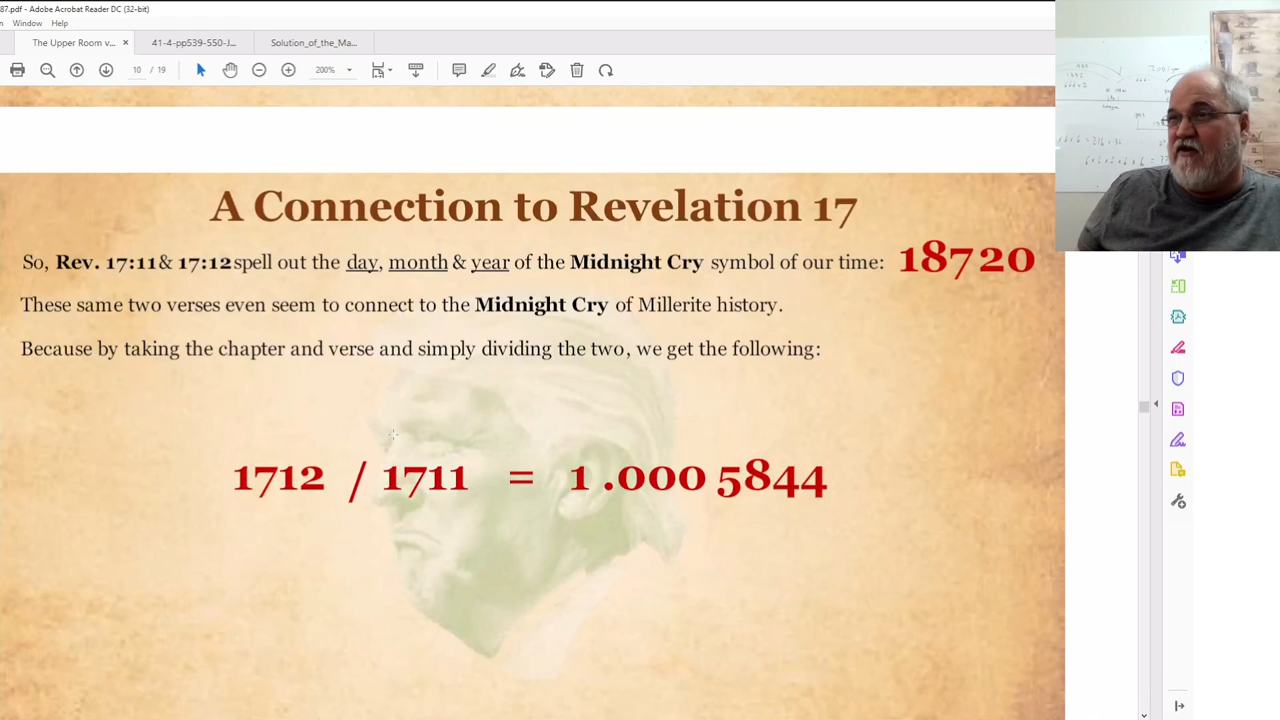 87.pdf - Adobe Acrobat Reader DC (32-bit)
Window Help
The Upper Room v... × 41-4-pp539-550-J... Solution_of_the_Ma...
10 / 19 200%
A Connection to Revelation 17
So, Rev. 17:11& 17:12spell out the day, month & year of the Midnight Cry symbol of our time: 18720
These same two verses even seem to connect to the Midnight Cry of Millerite history.
Because by taking the chapter and verse and simply dividing the two, we get the following:
1712 / 1711 = 1 .000 5844